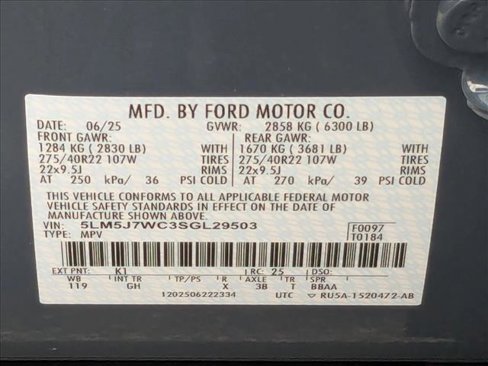 MFD. BY FORD MOTOR CO.
DATE: 06/25 GVWR: 2858 KG ( 6300 LB)
FRONT GAWR: REAR GAWR:
1284 KG ( 2830 LB) WITH 1670 KG ( 3681 LB) WITH
275/40R22 107W TIRES 275/40R22 107W TIRES
22x9.5J RIMS 22x9.5J RIMS
AT 250 kPa/ 36 PSI COLD AT 270 kPa/ 39 PSI COLD
THIS VEHICLE CONFORMS TO ALL APPLICABLE FEDERAL MOTOR
VEHICLE SAFETY AND THEFT PREVENTION STANDARDS IN EFFECT ON THE DATE OF MANUFACTURE SHOWN ABOVE.
VIN: 5LM5J7WC3SGL29503 F0097
TYPE: MPV T0184
EXT PNT: K1 RC: 25 DSO:
WB INT TR TP/PS R AXLE TR SPR
119 GH X 3B T BBAA
1202506222334 UTC RU5A-1520472-AB